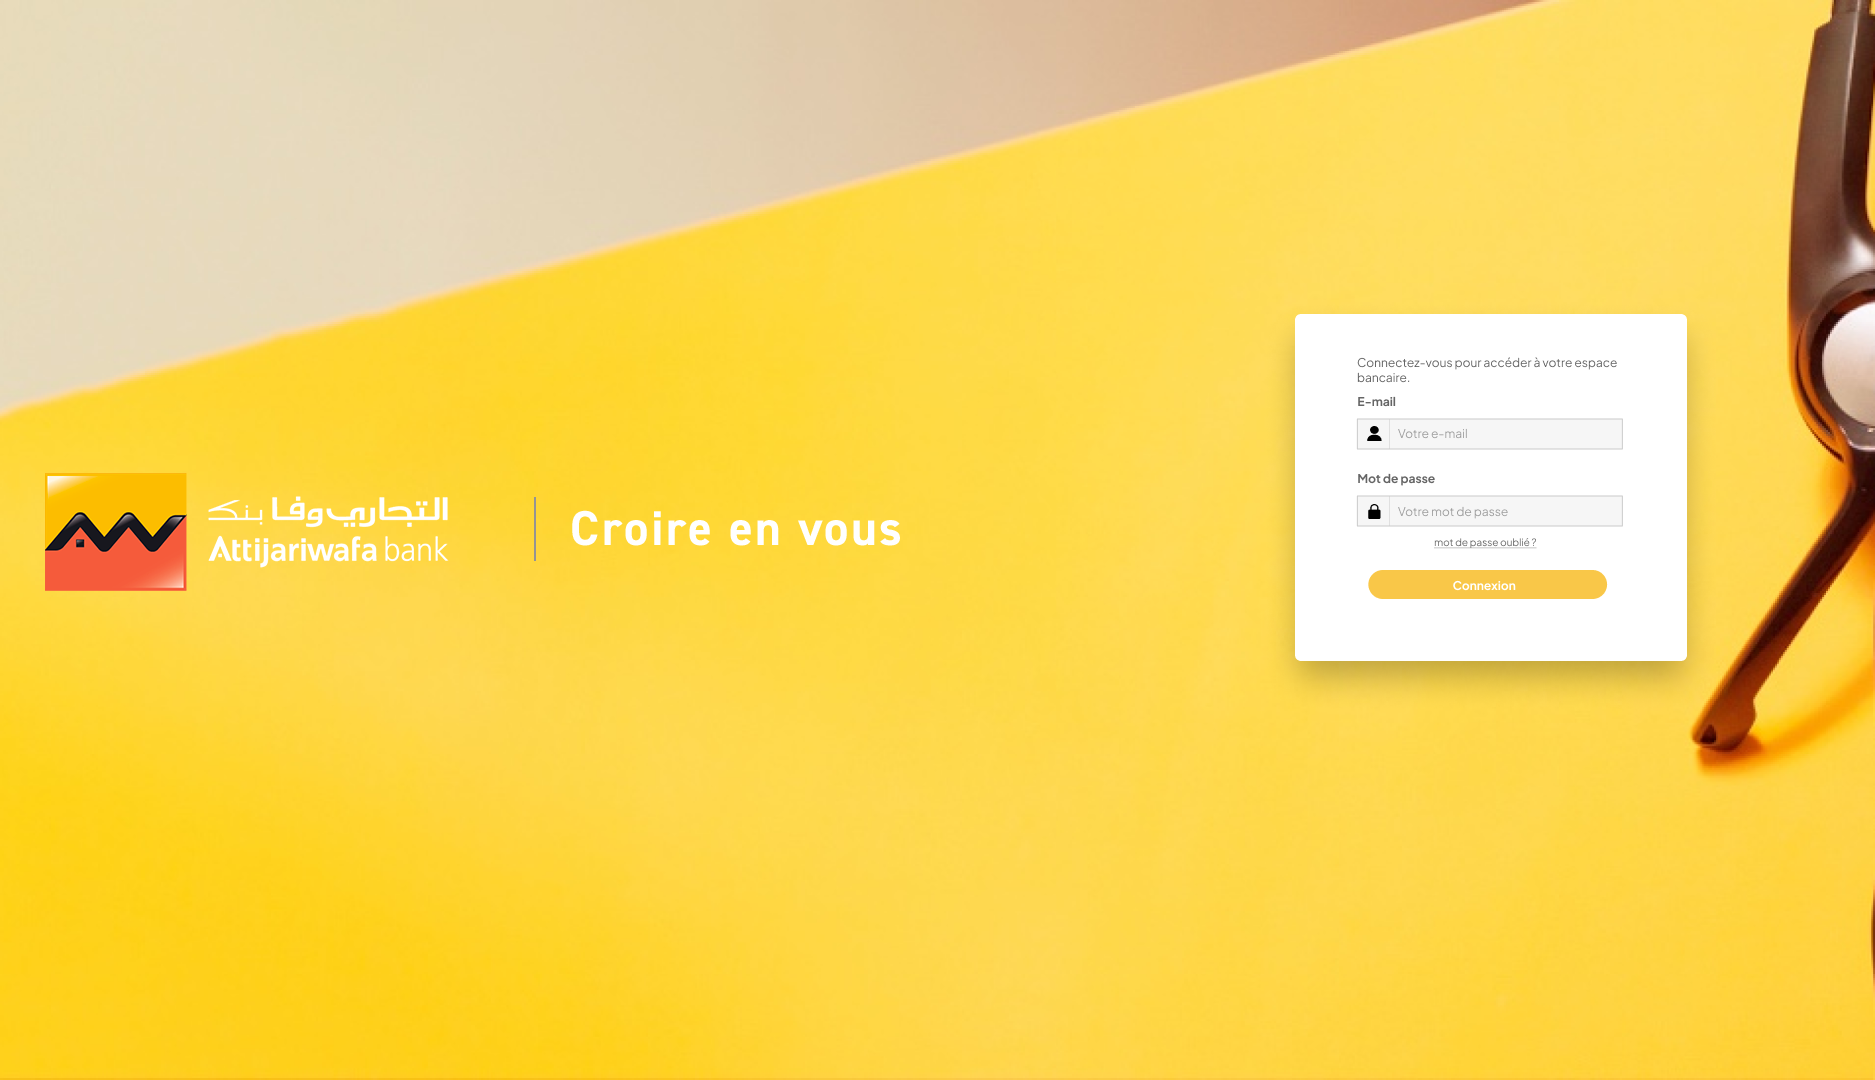 التجاري وفا بنك
Attijariwafa bank
Croire en vous
Connectez-vous pour accéder à votre espace
bancaire.
E-mail
Votre e-mail
Mot de passe
Votre mot de passe
mot de passe oublié ?
Connexion